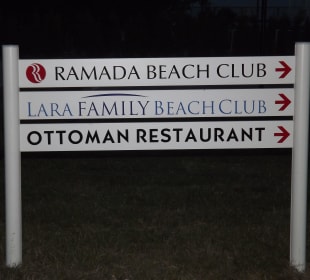 RAMADA BEACH CLUB
LARA FAMILY BEACH CLUB
OTTOMAN RESTAURANT